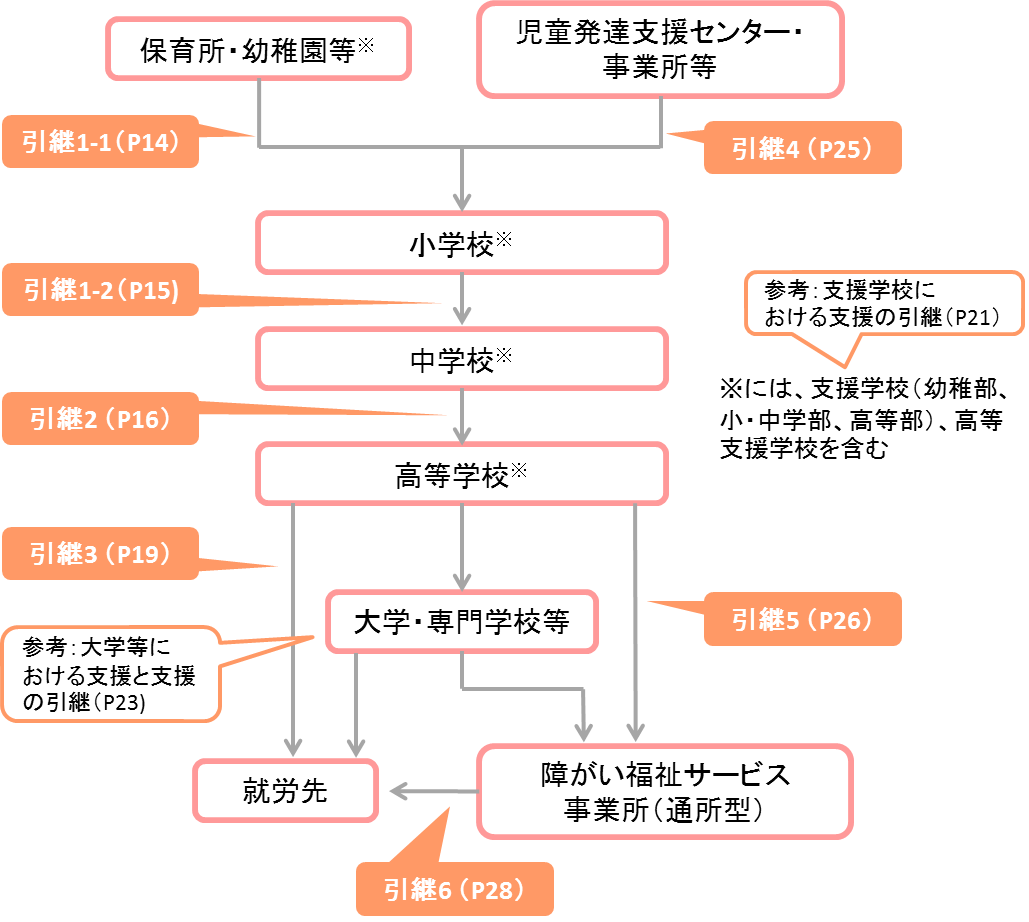 保育所・幼稚園等※
児童発達支援センター・
事業所等
引継1-1（P14）
引継4（P25）
小学校※
引継1-2（P15)
参考：支援学校に
おける支援の引継（P21）
中学校※
※には、支援学校（幼稚部、
小・中学部、高等部）、高等
支援学校を含む
引継2（P16）
高等学校※
引継3（P19）
大学・専門学校等
引継5（P26）
参考：大学等に
おける支援と支援
の引継（P23)
就労先
障がい福祉サービス
事業所（通所型）
引継6（P28）